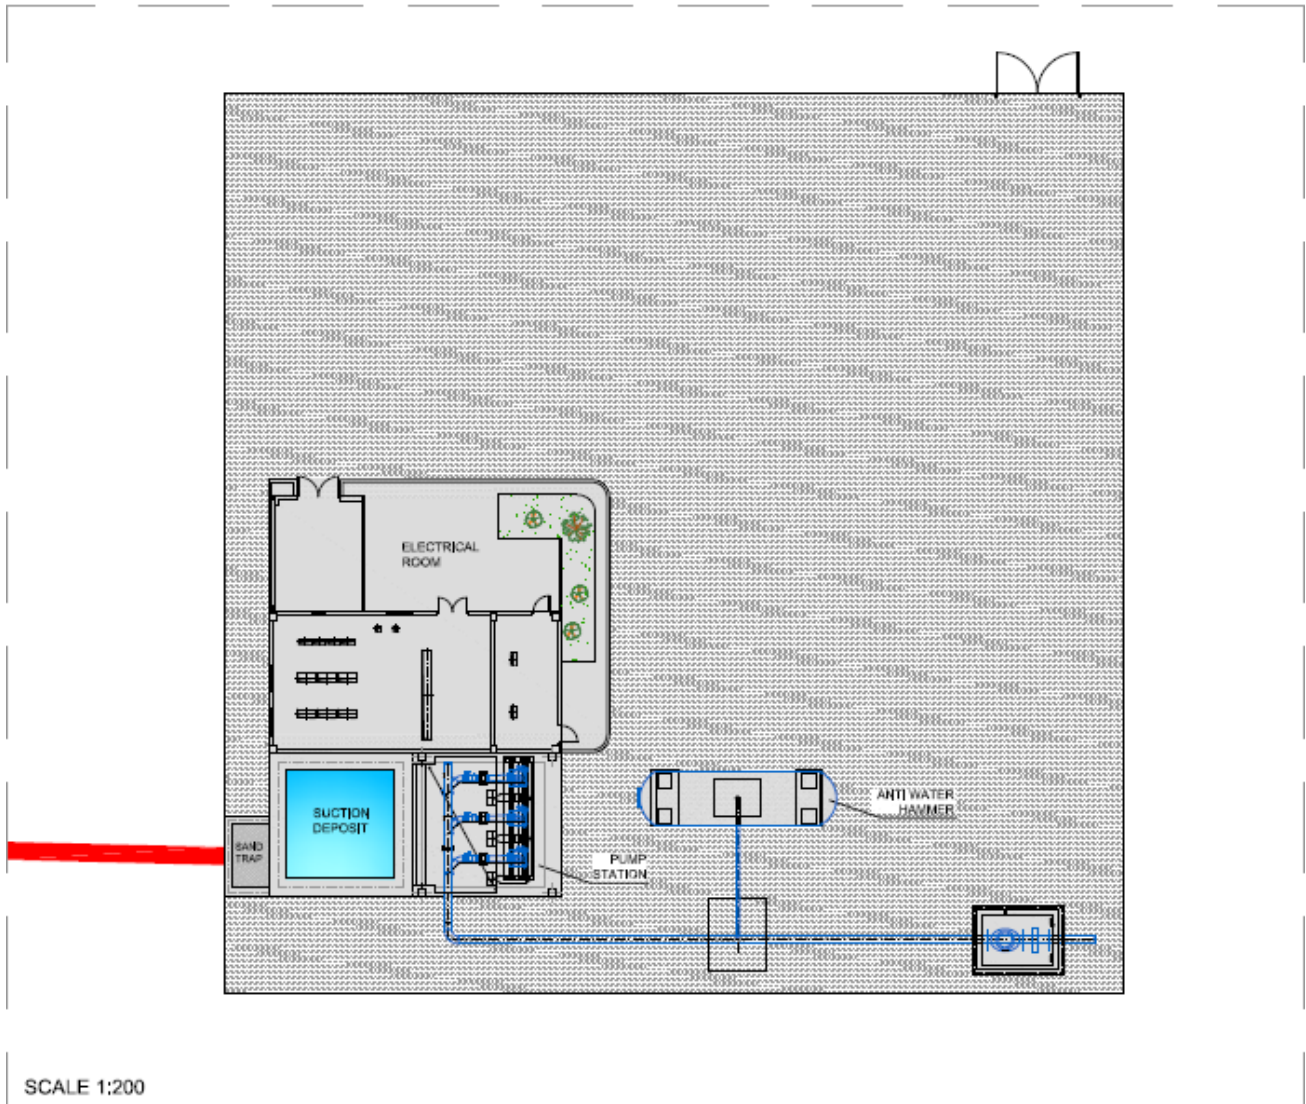 ELECTRICAL
ROOM
SUCTION
DEPOSIT
ANTI WATER
HAMMER
SAND
TRAP
PUMP
STATION
SCALE 1:200